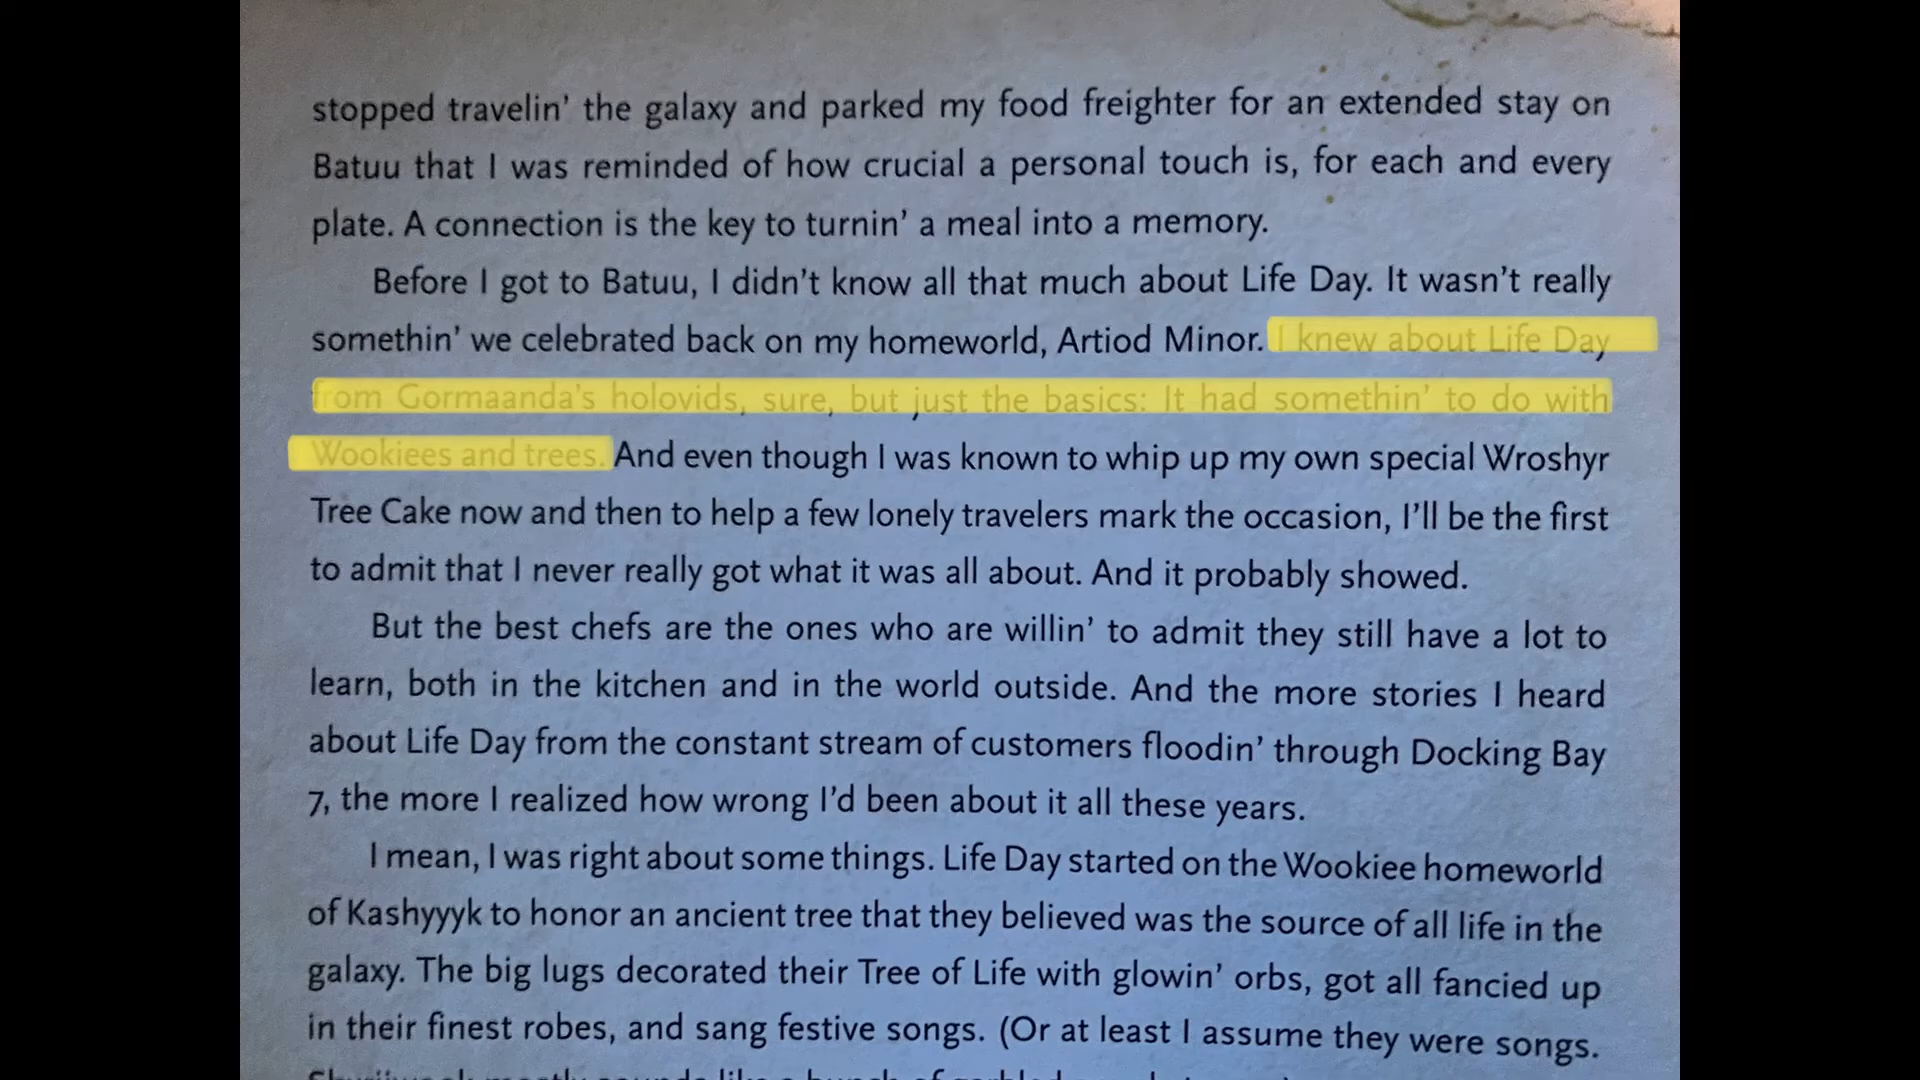 stopped travelin’ the galaxy and parked my food freighter for an extended stay on
Batuu that I was reminded of how crucial a personal touch is, for each and every
plate. A connection is the key to turnin’ a meal into a memory.
Before I got to Batuu, I didn’t know all that much about Life Day. It wasn’t really
somethin’ we celebrated back on my homeworld, Artiod Minor. I knew about Life Day
from Gormaanda’s holovids, sure, but just the basics: It had somethin’ to do with
Wookiees and trees. And even though I was known to whip up my own special Wroshyr
Tree Cake now and then to help a few lonely travelers mark the occasion, I’ll be the first
to admit that I never really got what it was all about. And it probably showed.
But the best chefs are the ones who are willin’ to admit they still have a lot to
learn, both in the kitchen and in the world outside. And the more stories I heard
about Life Day from the constant stream of customers floodin’ through Docking Bay
7, the more I realized how wrong I’d been about it all these years.
I mean, I was right about some things. Life Day started on the Wookiee homeworld
of Kashyyyk to honor an ancient tree that they believed was the source of all life in the
galaxy. The big lugs decorated their Tree of Life with glowin’ orbs, got all fancied up
in their finest robes, and sang festive songs. (Or at least I assume they were songs.